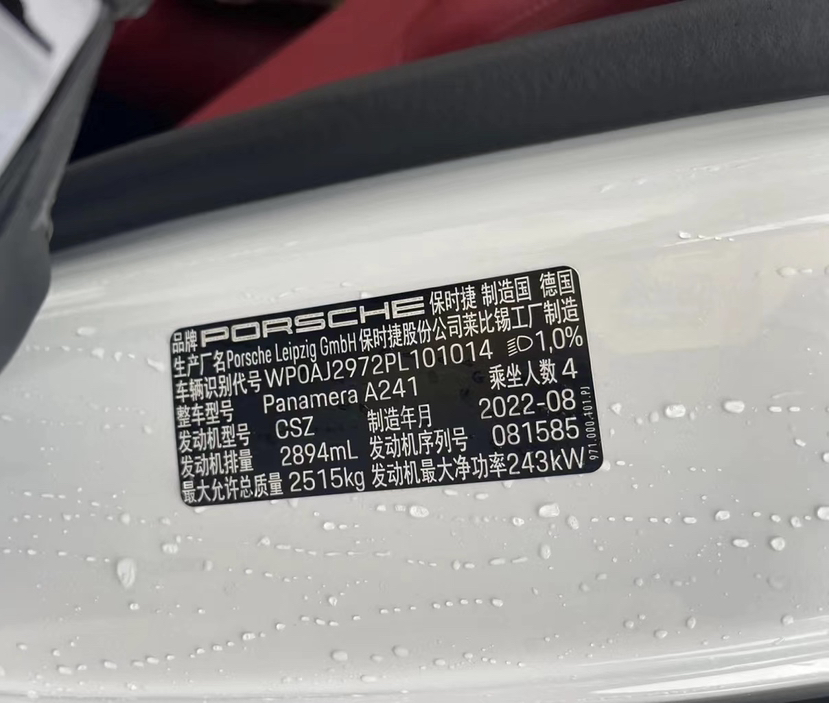 品牌 PORSCHE 保时捷 制造国 德国
生产厂名 Porsche Leipzig GmbH 保时捷股份公司莱比锡工厂制造
车辆识别代号 WP0AJ2972PL101014 1,0%
整车型号 Panamera A241 乘坐人数 4
发动机型号 CSZ 制造年月 2022-08
发动机排量 2894mL 发动机序列号 081585
最大允许总质量 2515kg 发动机最大净功率 243kW
971.000-401.PJ